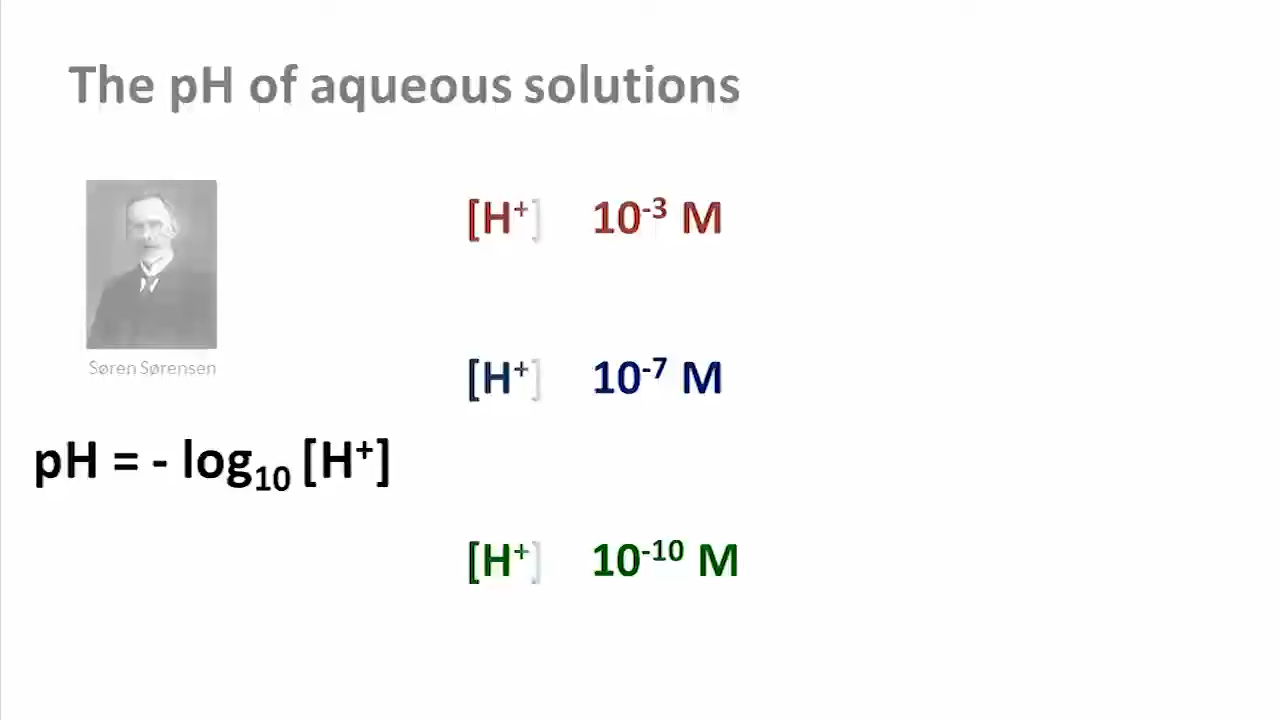 The pH of aqueous solutions
[H⁺] 10⁻³ M
Søren Sørensen
[H⁺] 10⁻⁷ M
pH = - log₁₀ [H⁺]
[H⁺] 10⁻¹⁰ M